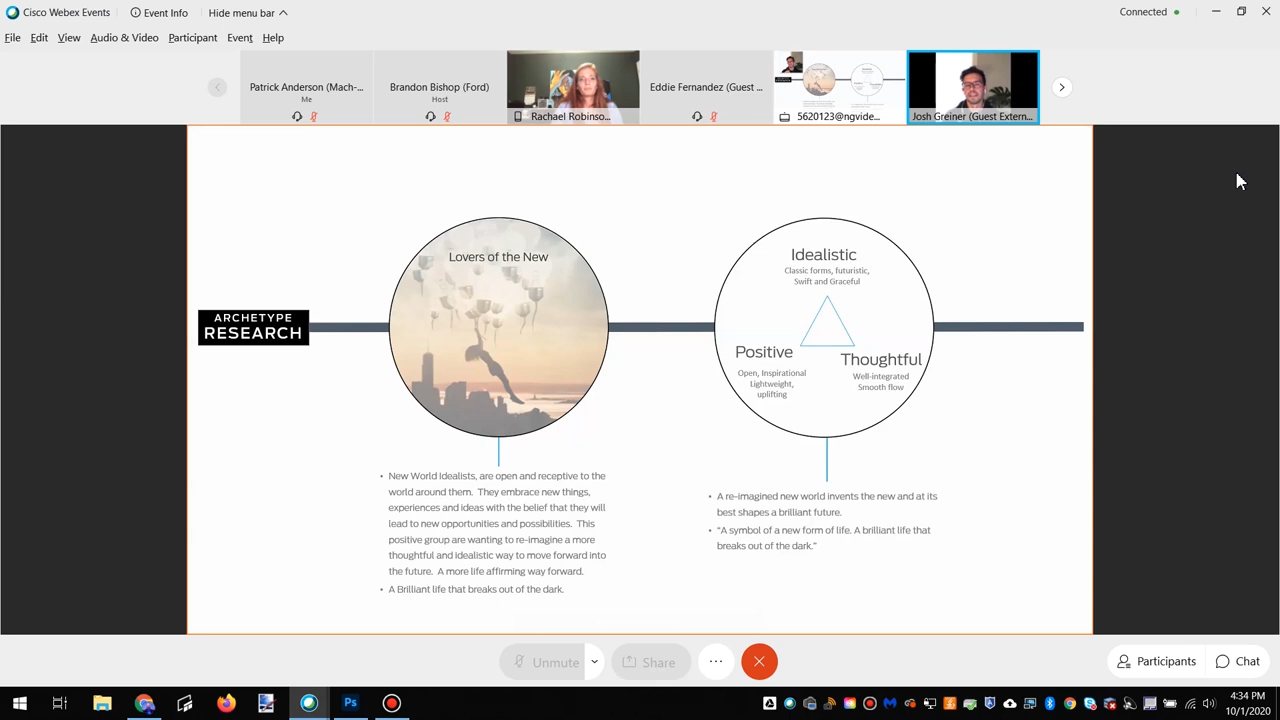 Cisco Webex Events
Event Info
Hide menu bar
Connected
File Edit View Audio & Video Participant Event Help
Patrick Anderson (Mach-...
Me
Brandon Bishop (Ford)
Host
Rachael Robinso...
Eddie Fernandez (Guest ...
5620123@ngvide...
Josh Greiner (Guest Extern...
ARCHETYPE
RESEARCH
Lovers of the New
Idealistic
Classic forms, futuristic,
Swift and Graceful
Positive
Open, Inspirational
Lightweight,
uplifting
Thoughtful
Well-integrated
Smooth flow
• New World Idealists, are open and receptive to the
world around them. They embrace new things,
experiences and ideas with the belief that they will
lead to new opportunities and possibilities. This
positive group are wanting to re-imagine a more
thoughtful and idealistic way to move forward into
the future. A more life affirming way forward.
• A Brilliant life that breaks out of the dark.
• A re-imagined new world invents the new and at its
best shapes a brilliant future.
• “A symbol of a new form of life. A brilliant life that
breaks out of the dark.”
Unmute
Share
Participants
Chat
4:34 PM
10/1/2020